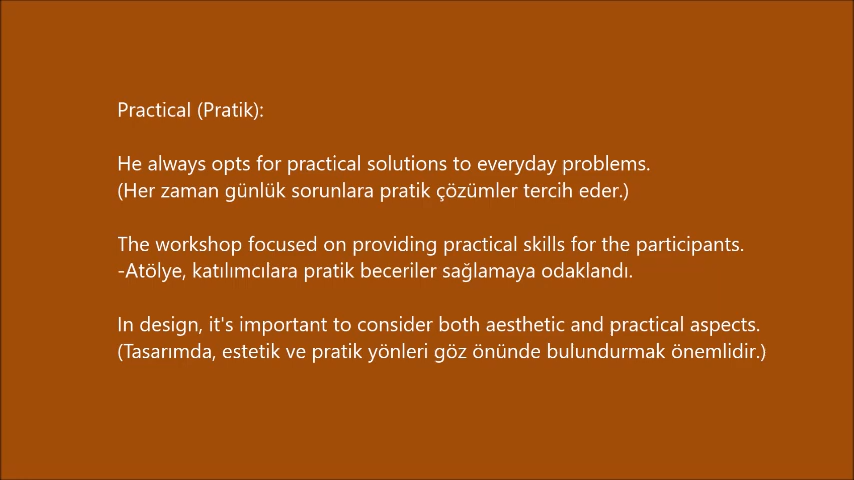 Practical (Pratik):
He always opts for practical solutions to everyday problems.
(Her zaman günlük sorunlara pratik çözümler tercih eder.)
The workshop focused on providing practical skills for the participants.
-Atölye, katılımcılara pratik beceriler sağlamaya odaklandı.
In design, it's important to consider both aesthetic and practical aspects.
(Tasarımda, estetik ve pratik yönleri göz önünde bulundurmak önemlidir.)